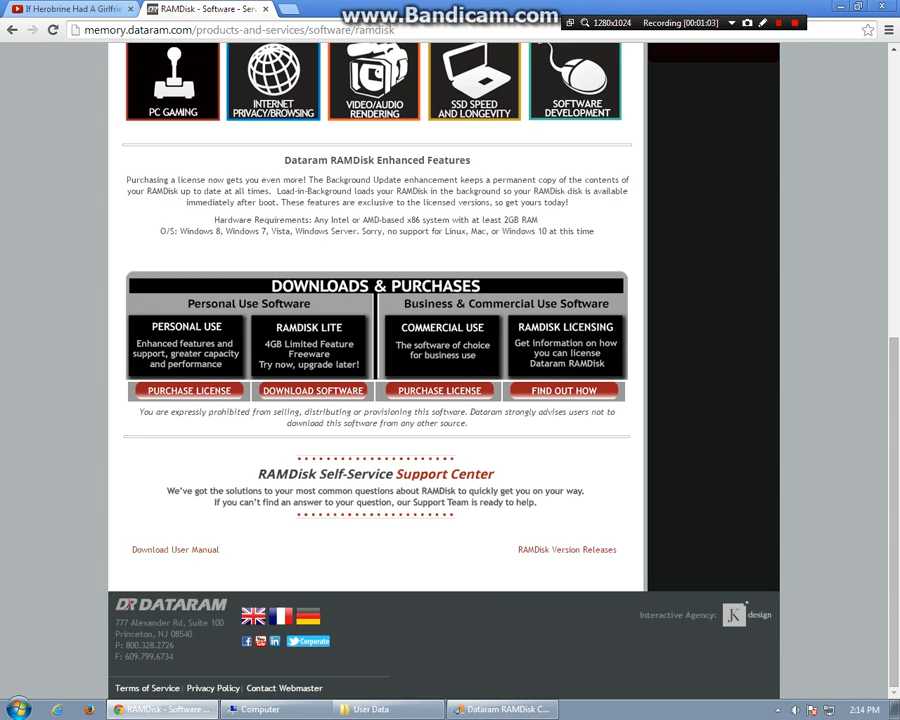 www.Bandicam.com
If Herobrine Had A Girlfrie
RAMDisk - Software - Serv
1280x1024
Recording [00:01:03]
memory.dataram.com/products-and-services/software/ramdisk
PC GAMING
INTERNET
PRIVACY/BROWSING
VIDEO/AUDIO
RENDERING
SSD SPEED
AND LONGEVITY
SOFTWARE
DEVELOPMENT
Dataram RAMDisk Enhanced Features
Purchasing a license now gets you even more! The Background Update enhancement keeps a permanent copy of the contents of
your RAMDisk up to date at all times. Load-in-Background loads your RAMDisk in the background so your RAMDisk disk is available
immediately after boot. These features are exclusive to the licensed versions, so get yours today!
Hardware Requirements: Any Intel or AMD-based x86 system with at least 2GB RAM
O/S: Windows 8, Windows 7, Vista, Windows Server. Sorry, no support for Linux, Mac, or Windows 10 at this time
DOWNLOADS & PURCHASES
Personal Use Software
Business & Commercial Use Software
PERSONAL USE
Enhanced features and
support, greater capacity
and performance
RAMDISK LITE
4GB Limited Feature
Freeware
Try now, upgrade later!
COMMERCIAL USE
The software of choice
for business use
RAMDISK LICENSING
Get information on how
you can license
Dataram RAMDisk
PURCHASE LICENSE
DOWNLOAD SOFTWARE
PURCHASE LICENSE
FIND OUT HOW
You are expressly prohibited from selling, distributing or provisioning this software. Dataram strongly advises users not to
download this software from any other source.
RAMDisk Self-Service Support Center
We've got the solutions to your most common questions about RAMDisk to quickly get you on your way.
If you can't find an answer to your question, our Support Team is ready to help.
Download User Manual
RAMDisk Version Releases
DATARAM
777 Alexander Rd, Suite 100
Princeton, NJ 08540
P: 800.328.2726
F: 609.799.6734
Corporate
Interactive Agency:
JK design
Terms of Service | Privacy Policy | Contact Webmaster
RAMDisk - Software ...
Computer
User Data
Dataram RAMDisk C...
2:14 PM